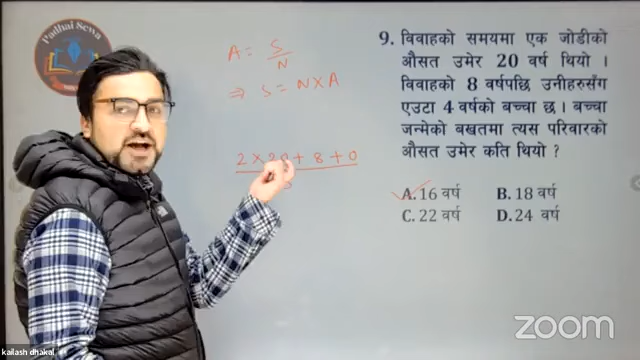 Padhai Sewa
A = S
N
⇒ S = N × A
2 × 20 + 8 + 0
9. विवाहको समयमा एक जोडीको
औसत उमेर 20 वर्ष थियो ।
विवाहको 8 वर्षपछि उनीहरुसँग
एउटा 4 वर्षको बच्चा छ । बच्चा
जन्मेको बखतमा त्यस परिवारको
औसत उमेर कति थियो ?
A. 16 वर्ष B. 18 वर्ष
C. 22 वर्ष D. 24 वर्ष
kailash dhakal
zoom